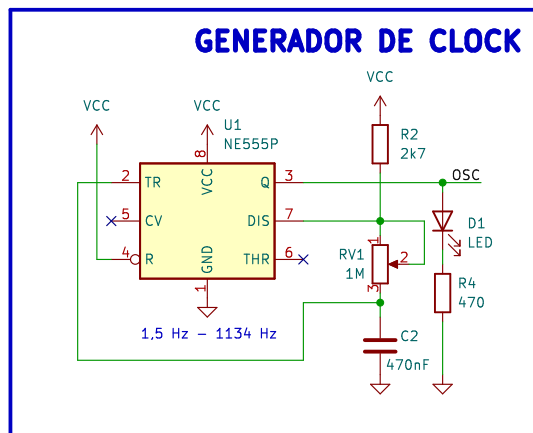 GENERADOR DE CLOCK
VCC
VCC
VCC
U1
NE555P
R2
2k7
8
2
TR
VCC
Q
3
OSC
5
CV
DIS
7
D1
LED
4
R
GND
THR
6
RV1
1M
1
2
3
R4
470
1
1,5 Hz - 1134 Hz
C2
470nF